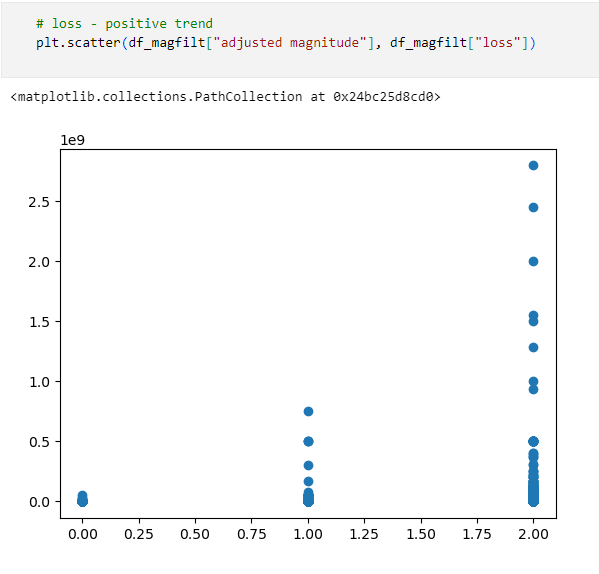 # loss - positive trend
plt.scatter(df_magfilt["adjusted magnitude"], df_magfilt["loss"])
<matplotlib.collections.PathCollection at 0x24bc25d8cd0>
1e9
2.5
2.0
1.5
1.0
0.5
0.0
0.00 0.25 0.50 0.75 1.00 1.25 1.50 1.75 2.00